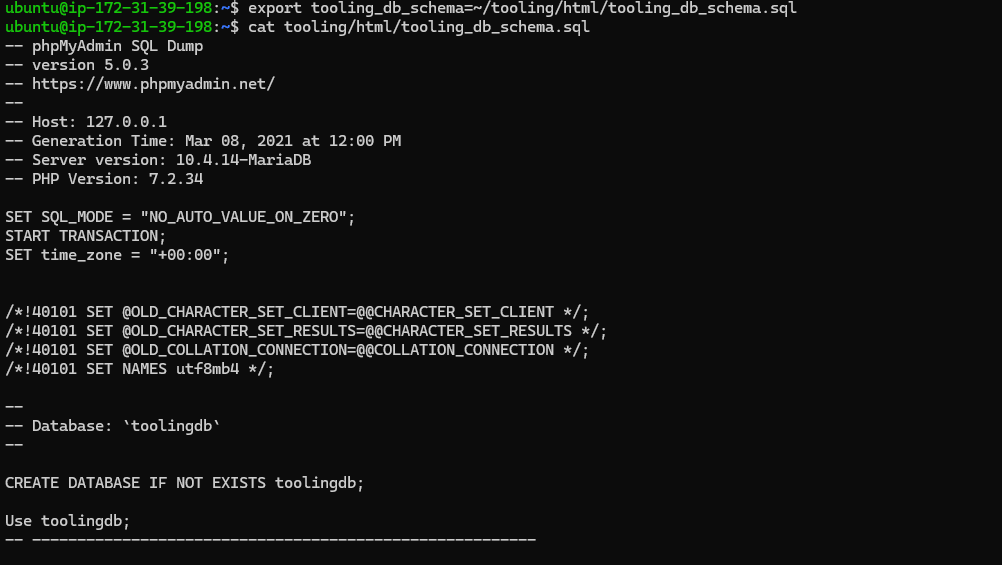 ubuntu@ip-172-31-39-198:~$ export tooling_db_schema=~/tooling/html/tooling_db_schema.sql
ubuntu@ip-172-31-39-198:~$ cat tooling/html/tooling_db_schema.sql
-- phpMyAdmin SQL Dump
-- version 5.0.3
-- https://www.phpmyadmin.net/
--
-- Host: 127.0.0.1
-- Generation Time: Mar 08, 2021 at 12:00 PM
-- Server version: 10.4.14-MariaDB
-- PHP Version: 7.2.34

SET SQL_MODE = "NO_AUTO_VALUE_ON_ZERO";
START TRANSACTION;
SET time_zone = "+00:00";


/*!40101 SET @OLD_CHARACTER_SET_CLIENT=@@CHARACTER_SET_CLIENT */;
/*!40101 SET @OLD_CHARACTER_SET_RESULTS=@@CHARACTER_SET_RESULTS */;
/*!40101 SET @OLD_COLLATION_CONNECTION=@@COLLATION_CONNECTION */;
/*!40101 SET NAMES utf8mb4 */;

--
-- Database: `toolingdb`
--

CREATE DATABASE IF NOT EXISTS toolingdb;

Use toolingdb;
-- --------------------------------------------------------